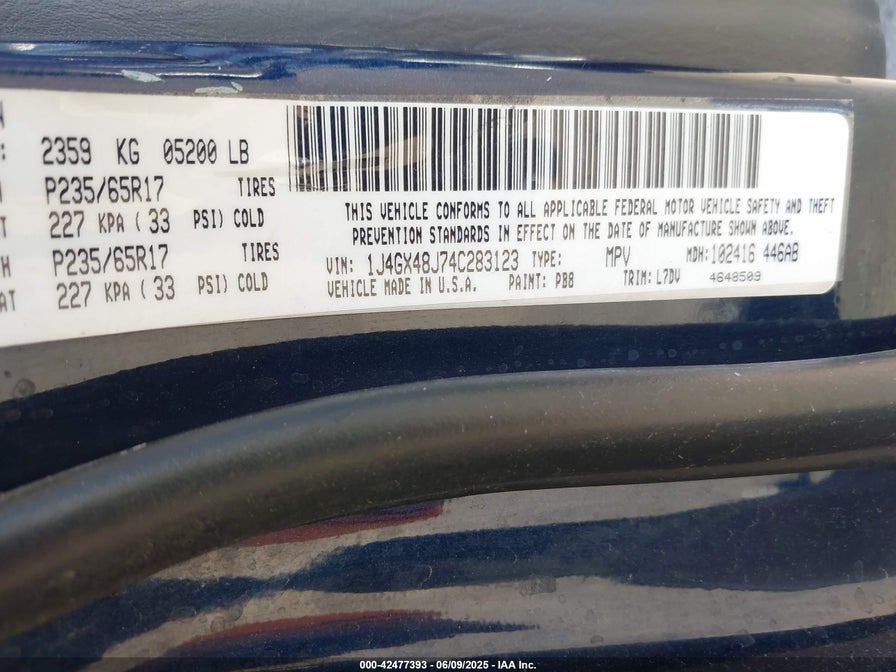 N
: 2359 KG 05200 LB
P235/65R17 TIRES
T 227 KPA ( 33 PSI) COLD
H P235/65R17 TIRES
AT 227 KPA ( 33 PSI) COLD
THIS VEHICLE CONFORMS TO ALL APPLICABLE FEDERAL MOTOR VEHICLE SAFETY AND THEFT
PREVENTION STANDARDS IN EFFECT ON THE DATE OF MANUFACTURE SHOWN ABOVE.
VIN: 1J4GX48J74C283123 TYPE: MPV MDH: 102416 446AB
VEHICLE MADE IN U.S.A. PAINT: PB8 TRIM: L7DV 4648509
000-42477393 - 06/09/2025 - IAA Inc.